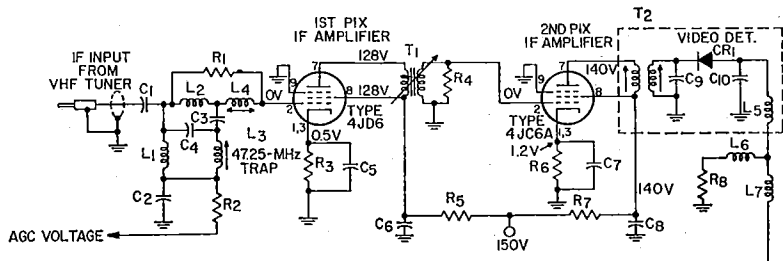 IF INPUT
FROM
VHF TUNER
C1
R1
L2
L4
C3
C4
L3
L1
47.25-MHz
TRAP
C2
R2
AGC VOLTAGE
1ST PIX
IF AMPLIFIER
7
9
0V
2
8
128V
128V
TYPE
4JD6
1,3
0.5V
R3
C5
T1
R4
2ND PIX
IF AMPLIFIER
7
9
0V
2
8
140V
TYPE
4JC6A
1,3
1.2V
R6
C7
140V
C6
R5
150V
R7
C8
T2
VIDEO DET.
CR1
C9
C10
L5
L6
R8
L7